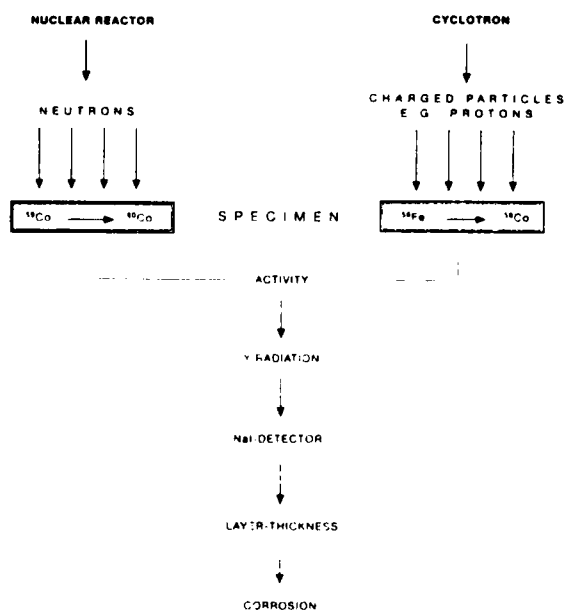 NUCLEAR REACTOR
CYCLOTRON
NEUTRONS
CHARGED PARTICLES
E.G. PROTONS
⁵⁹Co → ⁶⁰Co
SPECIMEN
⁵⁶Fe → ⁵⁶Co
ACTIVITY
γ RADIATION
NaI-DETECTOR
LAYER-THICKNESS
CORROSION